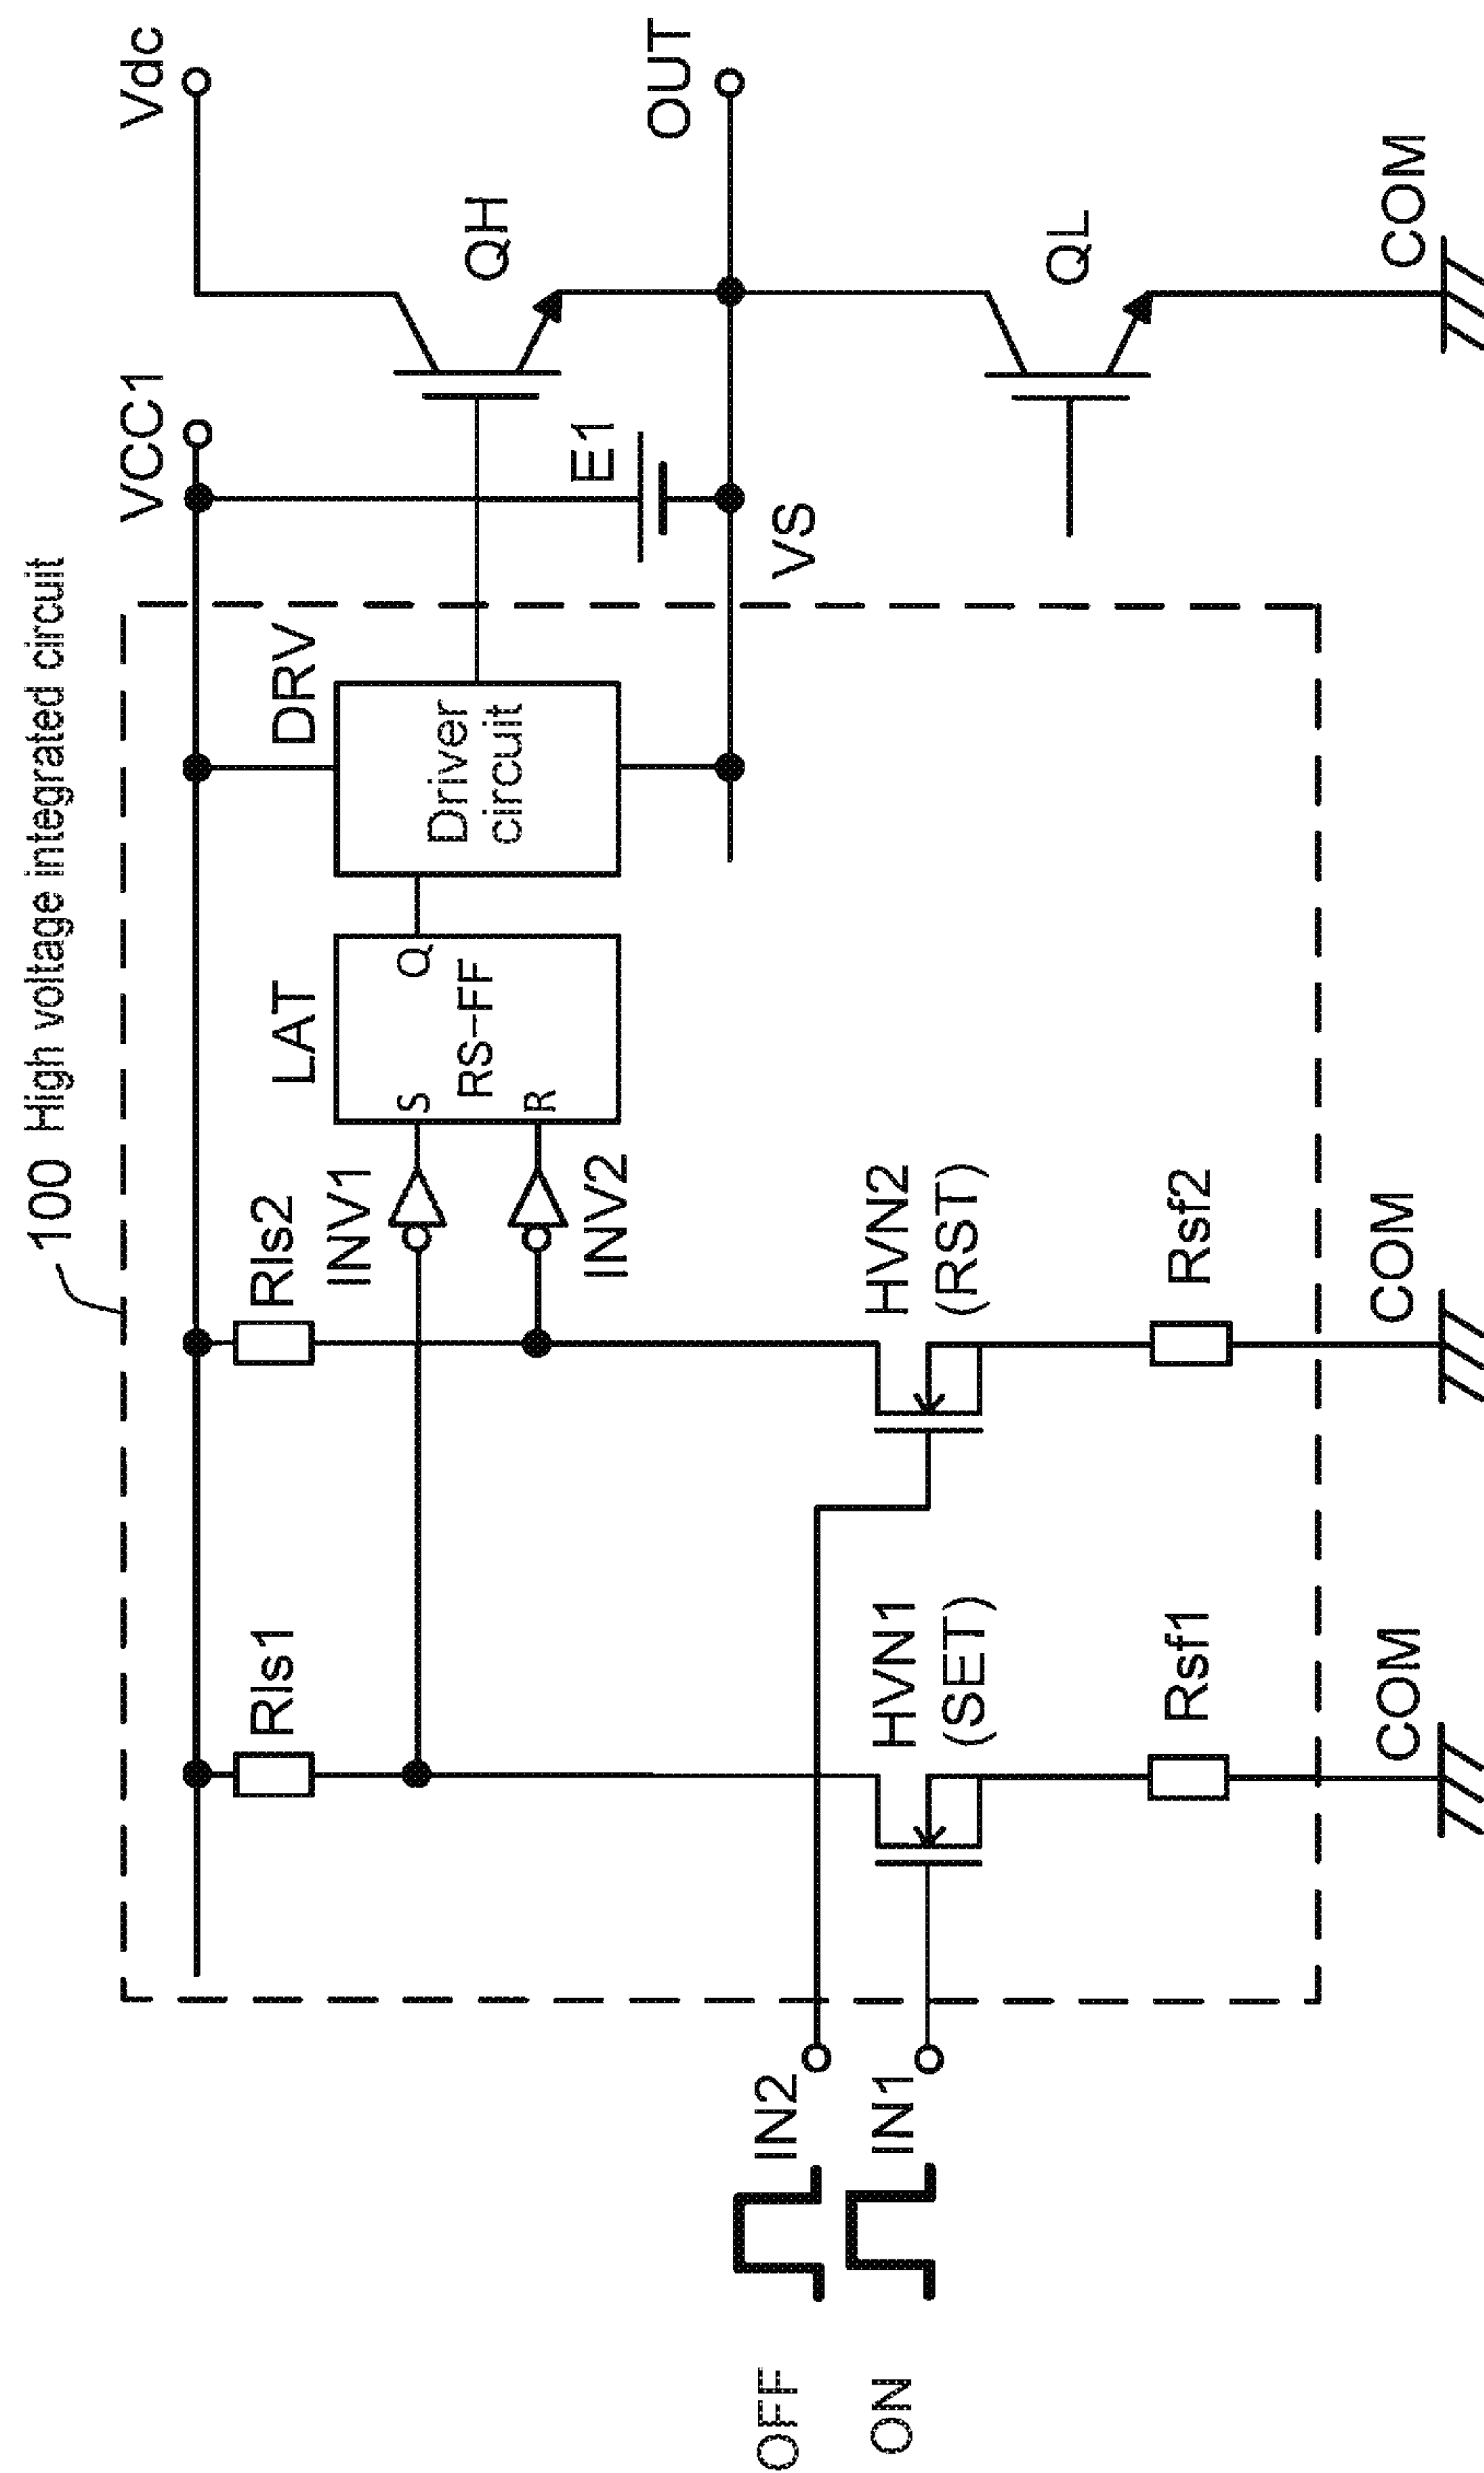 100 High voltage integrated circuit
VCC1
Vdc
Rls1
Rls2
LAT
DRV
INV1
S
Q
RS-FF
R
INV2
Driver
circuit
QH
E1
OUT
VS
OFF
IN2
ON
IN1
HVN1
(SET)
HVN2
(RST)
QL
Rsf1
Rsf2
COM
COM
COM